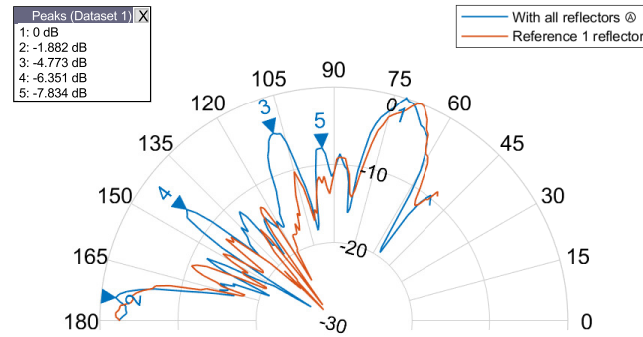 Peaks (Dataset 1) X
1: 0 dB
2: -1.882 dB
3: -4.773 dB
4: -6.351 dB
5: -7.834 dB
With all reflectors Ⓐ
Reference 1 reflector
90
105
75
120
60
135
45
150
30
165
15
180
0
0
-10
-20
-30
1
2
3
4
5